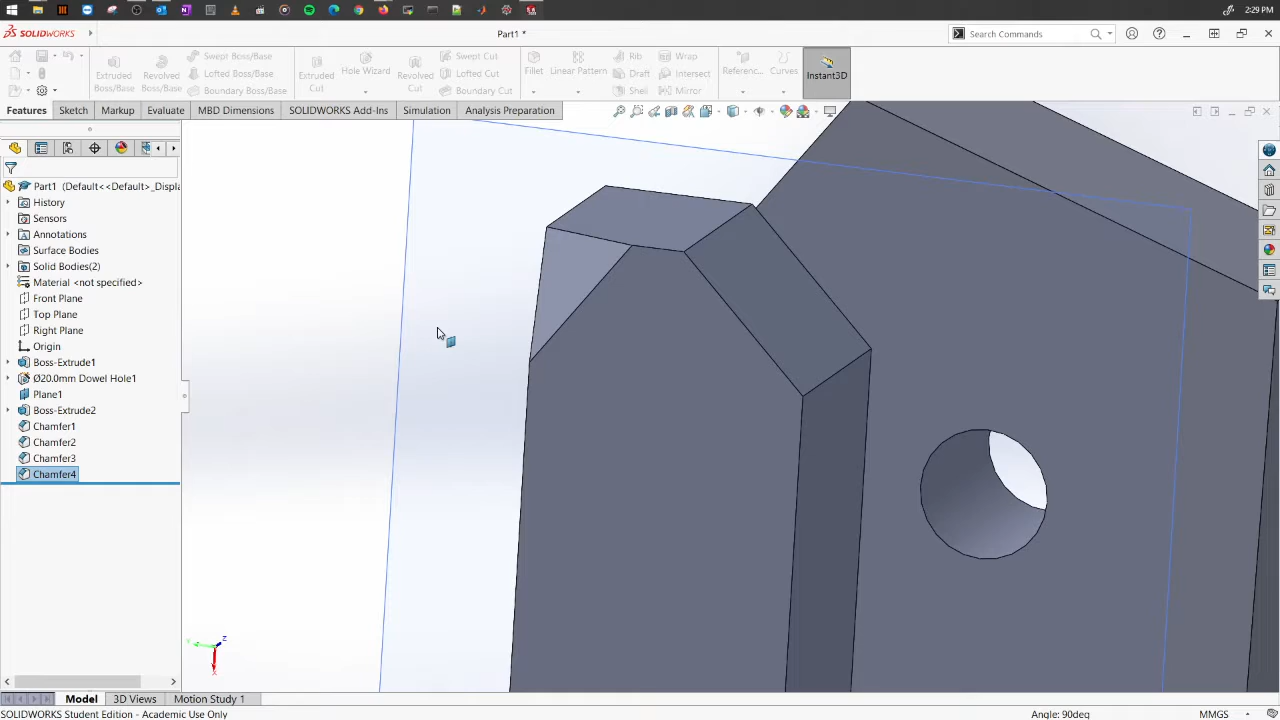 2:29 PM
SOLIDWORKS
Part1 *
Search Commands
Extruded Boss/Base
Revolved Boss/Base
Swept Boss/Base
Lofted Boss/Base
Boundary Boss/Base
Extruded Cut
Hole Wizard
Revolved Cut
Swept Cut
Lofted Cut
Boundary Cut
Fillet
Linear Pattern
Rib
Draft
Shell
Wrap
Intersect
Mirror
Referenc...
Curves
Instant3D
Features
Sketch
Markup
Evaluate
MBD Dimensions
SOLIDWORKS Add-Ins
Simulation
Analysis Preparation
Part1 (Default<<Default>_Displa
History
Sensors
Annotations
Surface Bodies
Solid Bodies(2)
Material <not specified>
Front Plane
Top Plane
Right Plane
Origin
Boss-Extrude1
Ø20.0mm Dowel Hole1
Plane1
Boss-Extrude2
Chamfer1
Chamfer2
Chamfer3
Chamfer4
Y
Z
X
Model
3D Views
Motion Study 1
SOLIDWORKS Student Edition - Academic Use Only
Angle: 90deg
MMGS